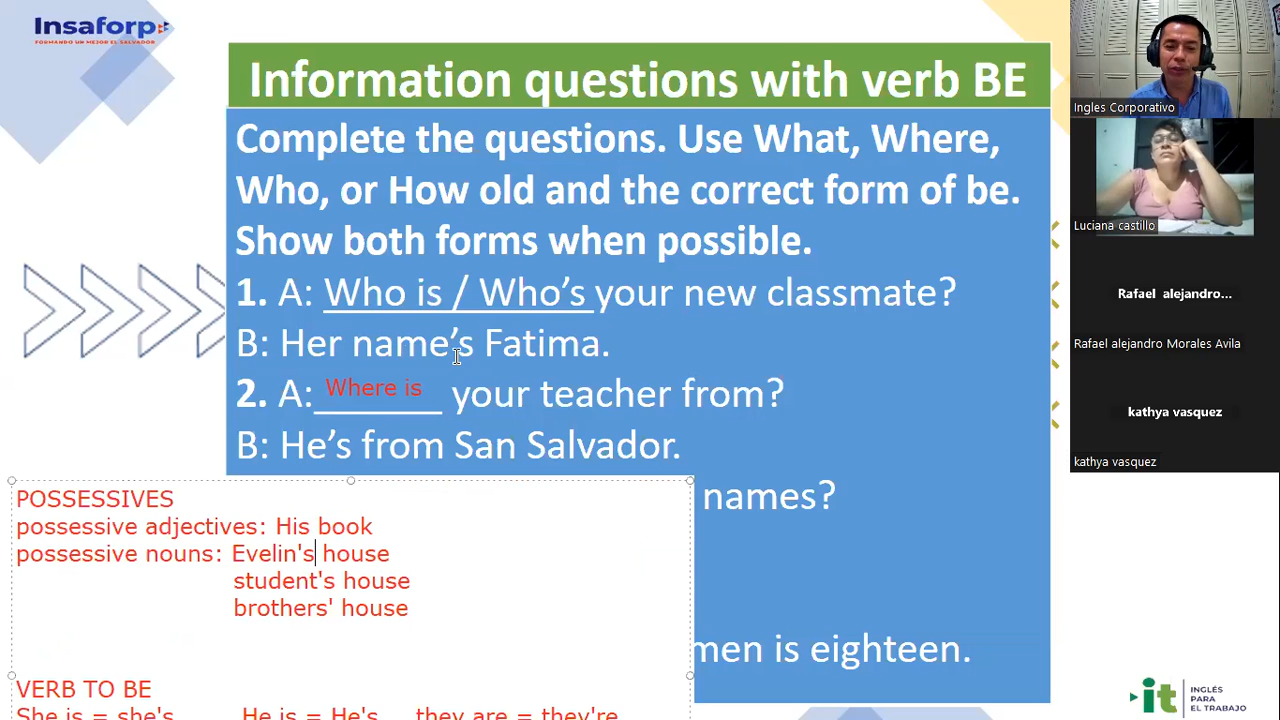 Insaforp
FORMANDO UN MEJOR EL SALVADOR
Information questions with verb BE
Complete the questions. Use What, Where,
Who, or How old and the correct form of be.
Show both forms when possible.
1. A: Who is / Who's your new classmate?
B: Her name's Fatima.
2. A: Where is your teacher from?
B: He's from San Salvador.
names?
men is eighteen.
POSSESSIVES
possessive adjectives: His book
possessive nouns: Evelin's house
student's house
brothers' house
VERB TO BE
She is = she's He is = He's they are = they're
Ingles Corporativo
Luciana castillo
Rafael alejandro...
Rafael alejandro Morales Avila
kathya vasquez
kathya vasquez
it INGLÉS
PARA
EL TRABAJO